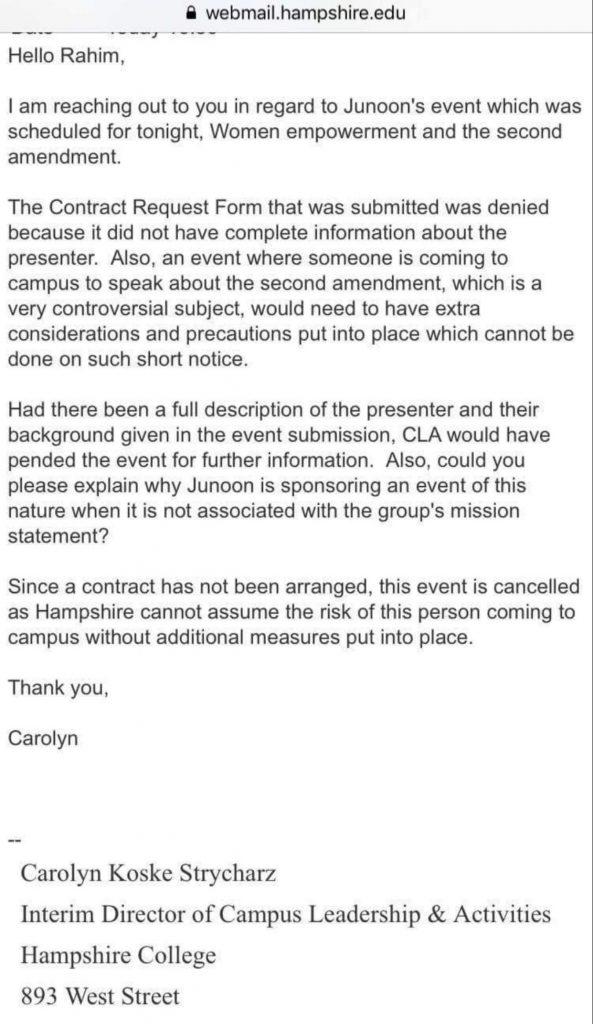 webmail.hampshire.edu
Hello Rahim,
I am reaching out to you in regard to Junoon's event which was
scheduled for tonight, Women empowerment and the second
amendment.
The Contract Request Form that was submitted was denied
because it did not have complete information about the
presenter.  Also, an event where someone is coming to
campus to speak about the second amendment, which is a
very controversial subject, would need to have extra
considerations and precautions put into place which cannot be
done on such short notice.
Had there been a full description of the presenter and their
background given in the event submission, CLA would have
pended the event for further information.  Also, could you
please explain why Junoon is sponsoring an event of this
nature when it is not associated with the group's mission
statement?
Since a contract has not been arranged, this event is cancelled
as Hampshire cannot assume the risk of this person coming to
campus without additional measures put into place.
Thank you,
Carolyn
--
Carolyn Koske Strycharz
Interim Director of Campus Leadership & Activities
Hampshire College
893 West Street